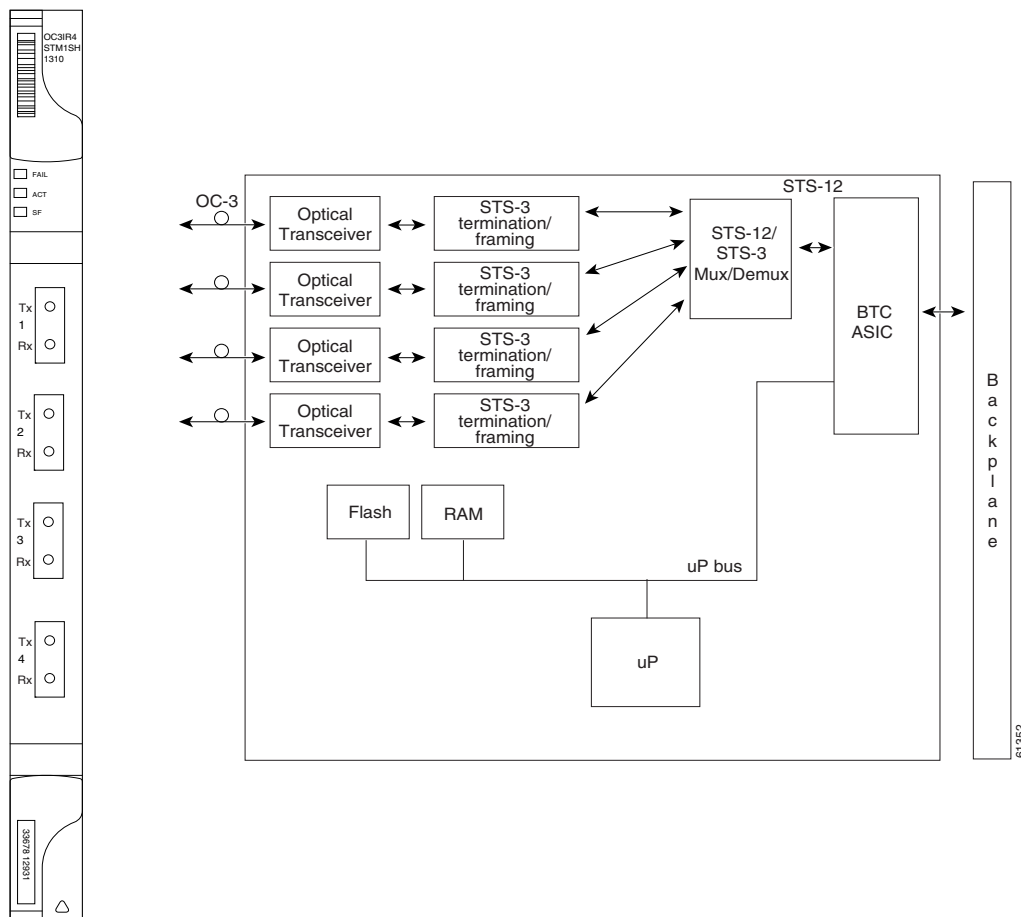 OC3IR4
STM1SH
1310
FAIL
ACT
SF
Tx
1
Rx
Tx
2
Rx
Tx
3
Rx
Tx
4
Rx
33678 12931
OC-3
STS-12
Optical
Transceiver
STS-3
termination/
framing
Optical
Transceiver
STS-3
termination/
framing
Optical
Transceiver
STS-3
termination/
framing
Optical
Transceiver
STS-3
termination/
framing
STS-12/
STS-3
Mux/Demux
BTC
ASIC
Flash
RAM
uP bus
uP
Backplane
61352